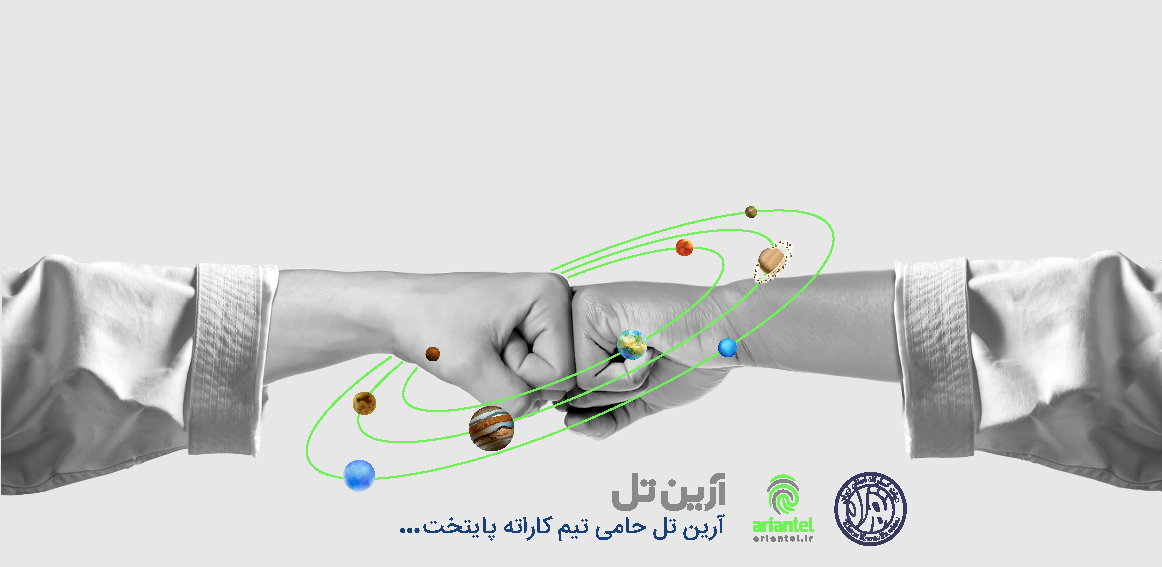 آرین تل
آرین تل حامی تیم کاراته پایتخت...
ariantel
ariantel.ir